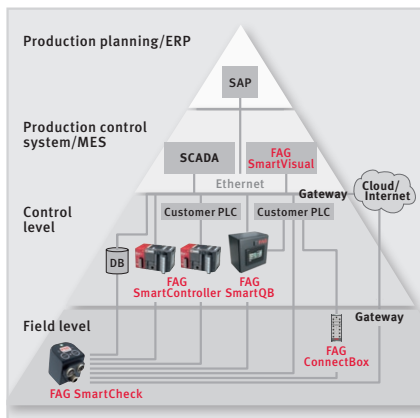 Production planning/ERP
SAP
Production control
system/MES
SCADA
FAG
SmartVisual
Ethernet
Gateway
Cloud/
Internet
Control
level
Customer PLC
Customer PLC
DB
FAG
SmartController
FAG
SmartQB
Field level
Gateway
FAG
ConnectBox
FAG SmartCheck